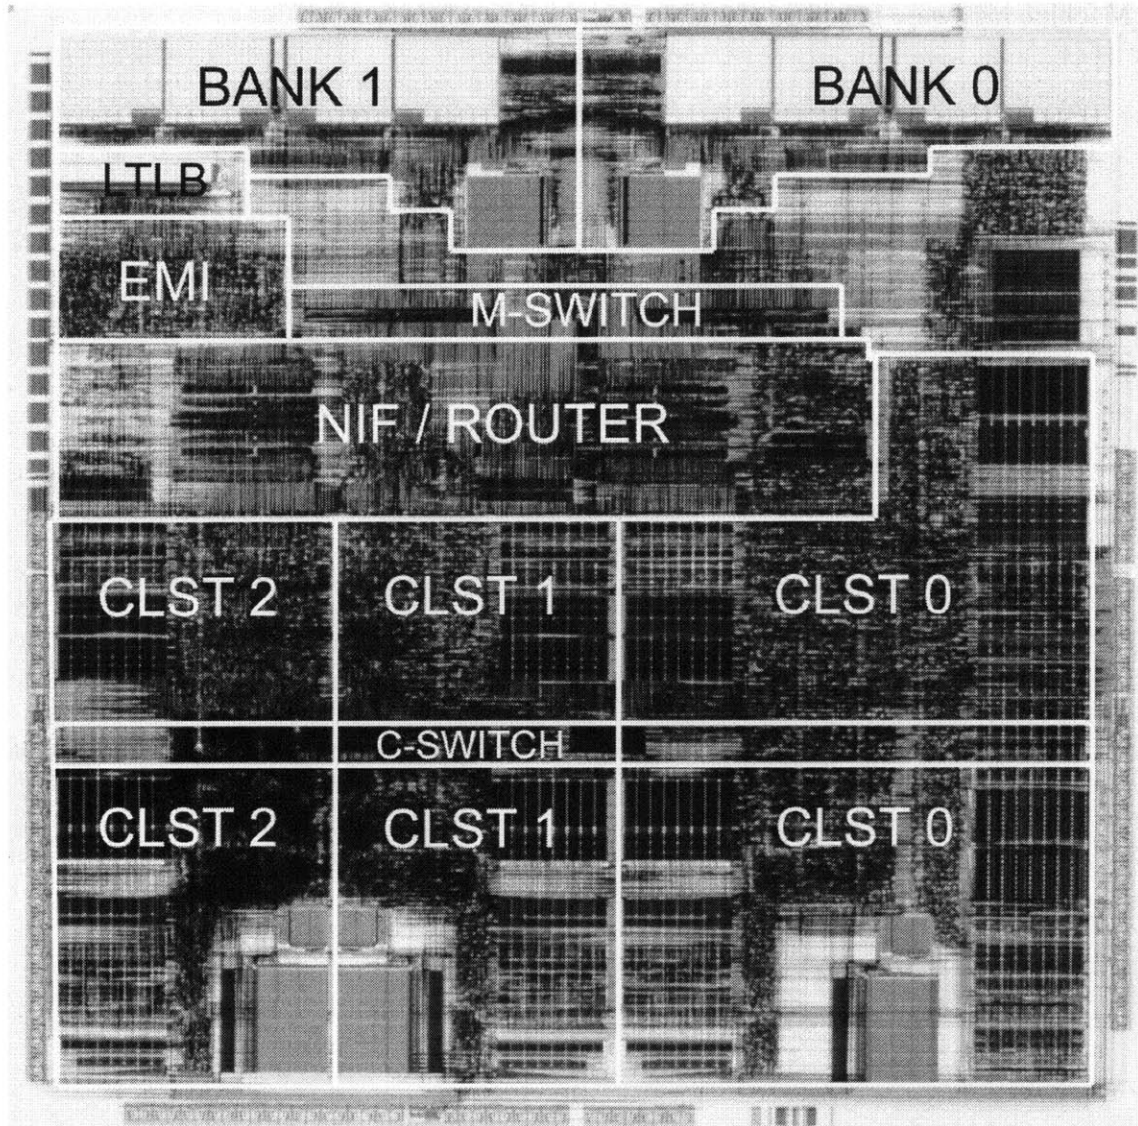 BANK 1
BANK 0
LTLB
EMI
M-SWITCH
NIF / ROUTER
CLST 2
CLST 1
CLST 0
C-SWITCH
CLST 2
CLST 1
CLST 0